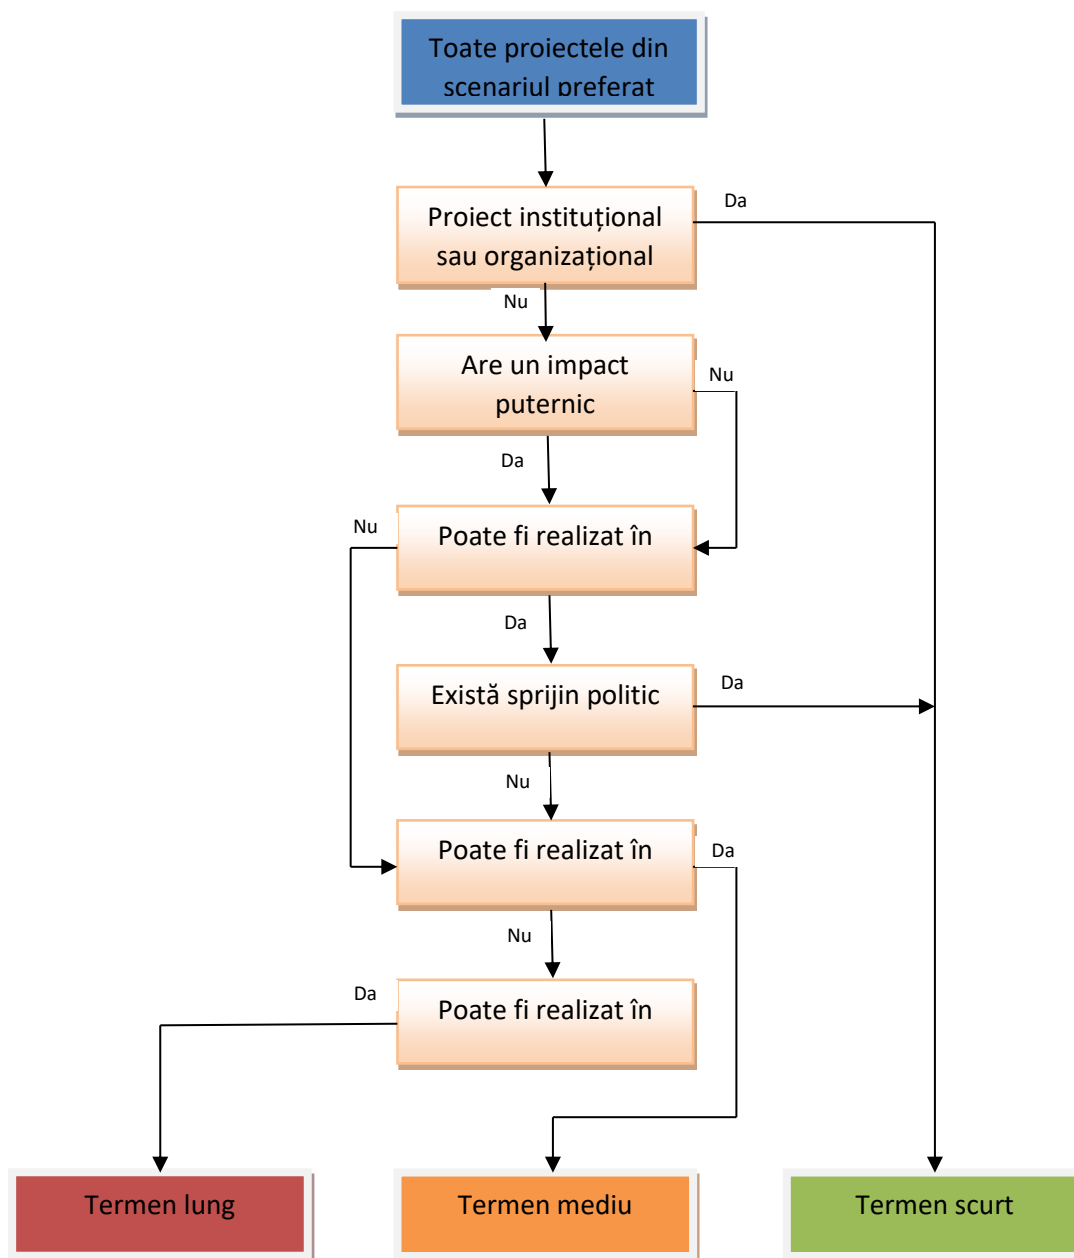 Toate proiectele din
scenariul preferat
Da
Proiect instituțional
sau organizațional
Nu
Are un impact
puternic
Nu
Da
Nu
Poate fi realizat în
Da
Există sprijin politic
Da
Nu
Poate fi realizat în
Da
Nu
Da
Poate fi realizat în
Termen lung
Termen mediu
Termen scurt